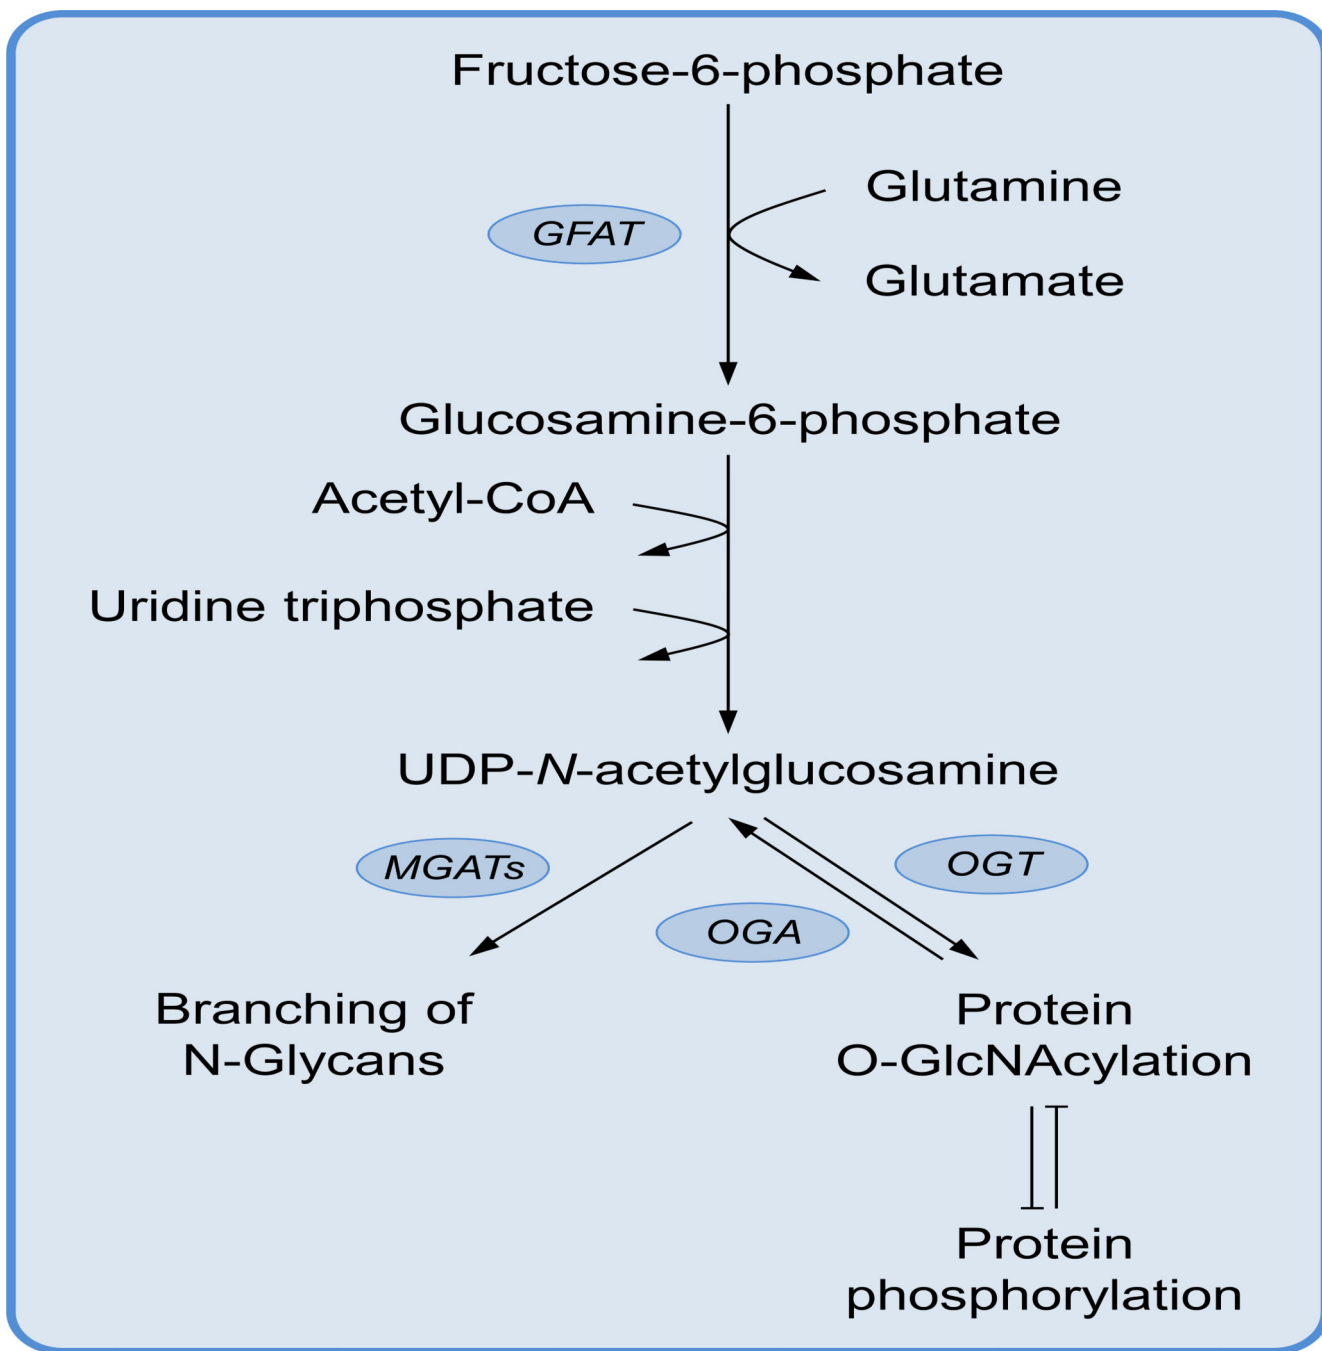 Fructose-6-phosphate
Glutamine
GFAT
Glutamate
Glucosamine-6-phosphate
Acetyl-CoA
Uridine triphosphate
UDP-N-acetylglucosamine
MGATs
OGT
OGA
Branching of
N-Glycans
Protein
O-GlcNAcylation
Protein
phosphorylation